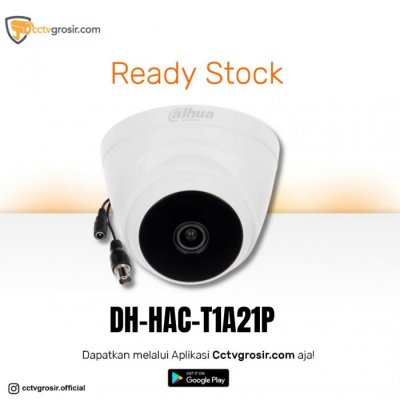 cctvgrosir.com
Ready Stock
alhua
DH-HAC-T1A21P
Dapatkan melalui Aplikasi Cctvgrosir.com aja!
GET IT ON
Google Play
cctvgrosir.official